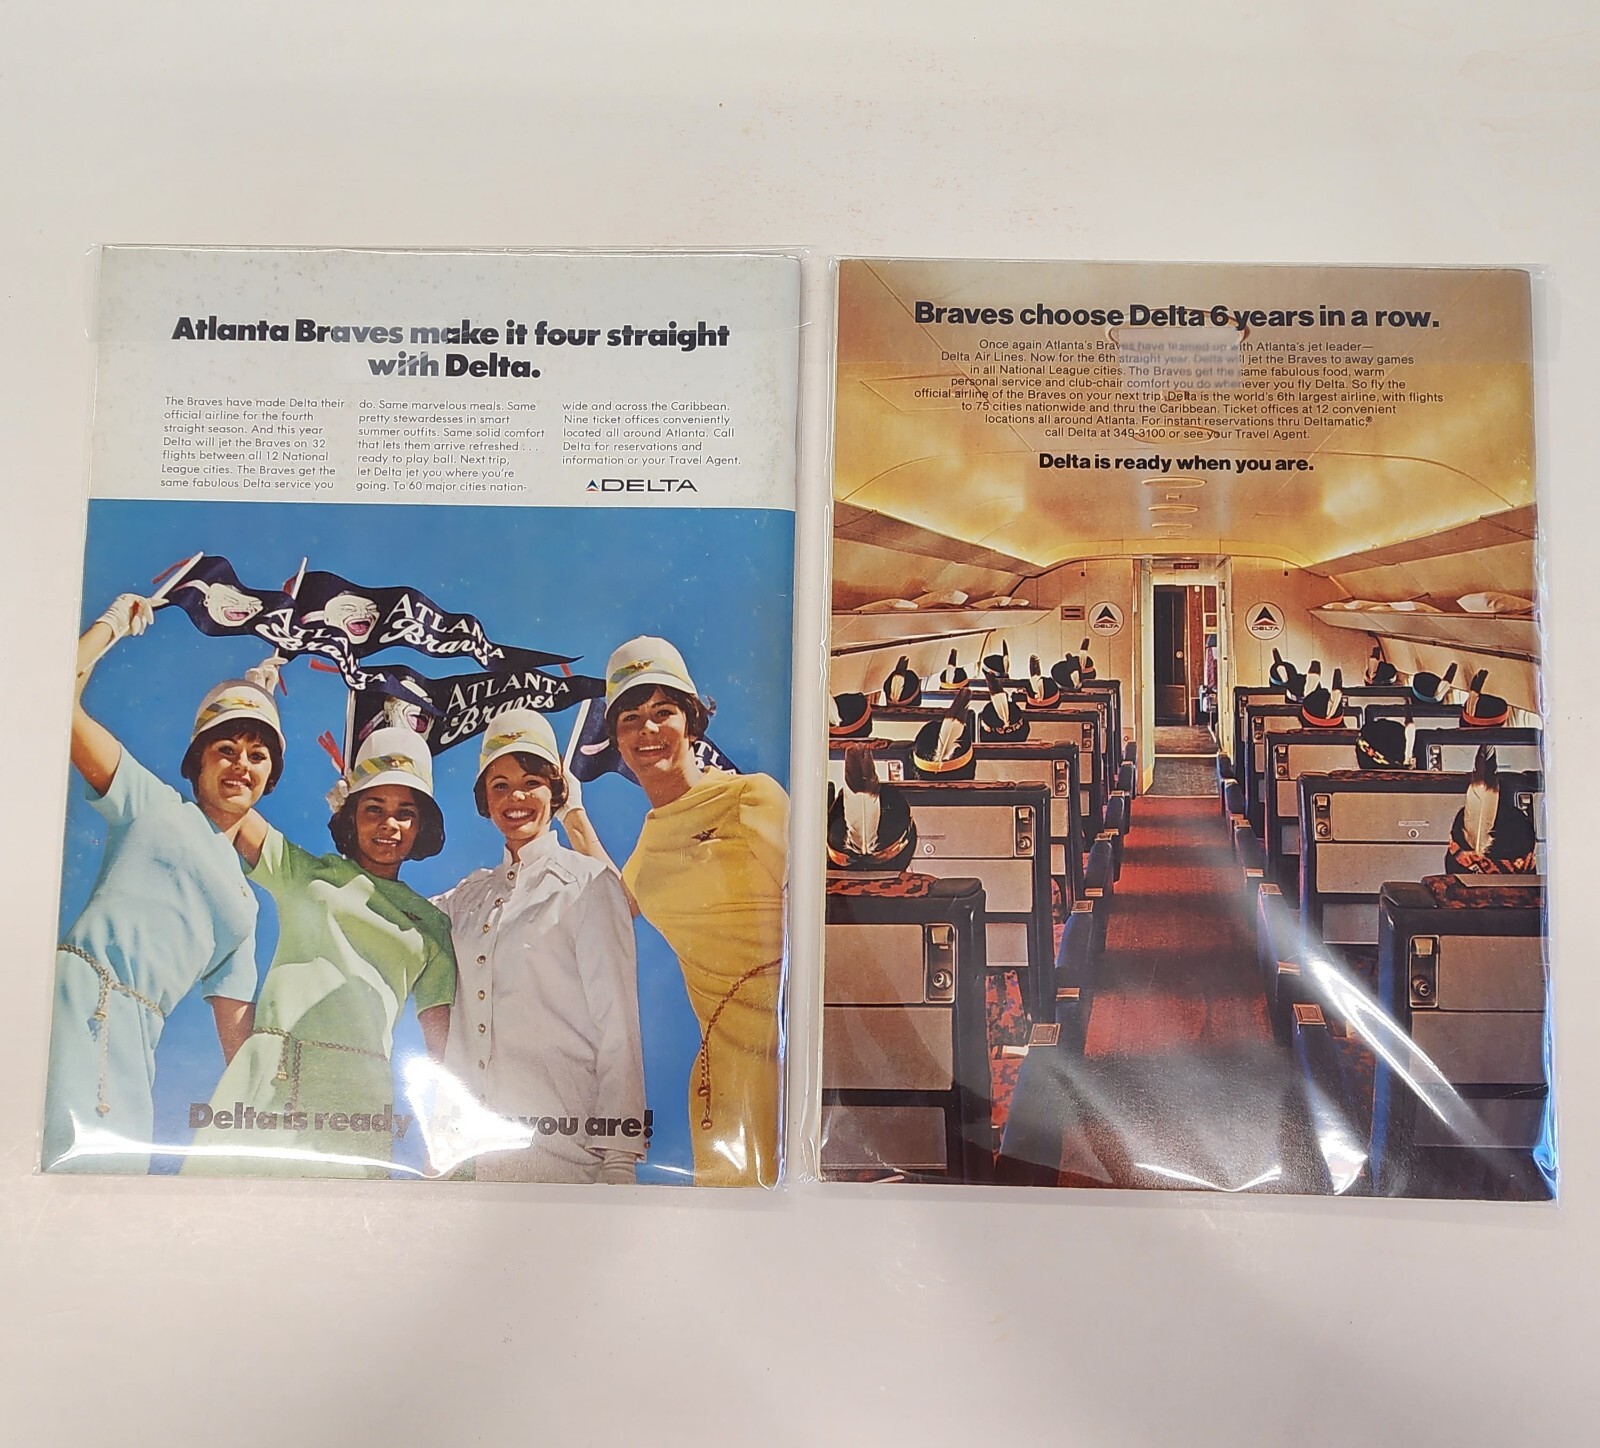 Atlanta Braves make it four straight
with Delta.
The Braves have made Delta their
official airline for the fourth
straight season. And this year
Delta will jet the Braves on 32
flights between all 12 National
League cities. The Braves get the
same fabulous Delta service you
do. Same marvelous meals. Same
pretty stewardesses in smart
summer outfits. Same solid comfort
that lets them arrive refreshed . . .
ready to play ball. Next trip,
let Delta jet you where you're
going. To 60 major cities nation-
wide and across the Caribbean.
Nine ticket offices conveniently
located all around Atlanta. Call
Delta for reservations and
information or your Travel Agent.
DELTA
ATLANTA
Braves
ATLANTA
Braves
ATLANTA
Braves
Delta is ready you are!
Braves choose Delta 6 years in a row.
Once again Atlanta's Braves have teamed up with Atlanta's jet leader—
Delta Air Lines. Now for the 6th straight year, Delta will jet the Braves to away games
in all National League cities. The Braves get the same fabulous food, warm
personal service and club-chair comfort you do whenever you fly Delta. So fly the
official airline of the Braves on your next trip. Delta is the world's 6th largest airline, with flights
to 75 cities nationwide and thru the Caribbean. Ticket offices at 12 convenient
locations all around Atlanta. For instant reservations thru Deltamatic,®
call Delta at 349-3100 or see your Travel Agent.
Delta is ready when you are.
DELTA
DELTA